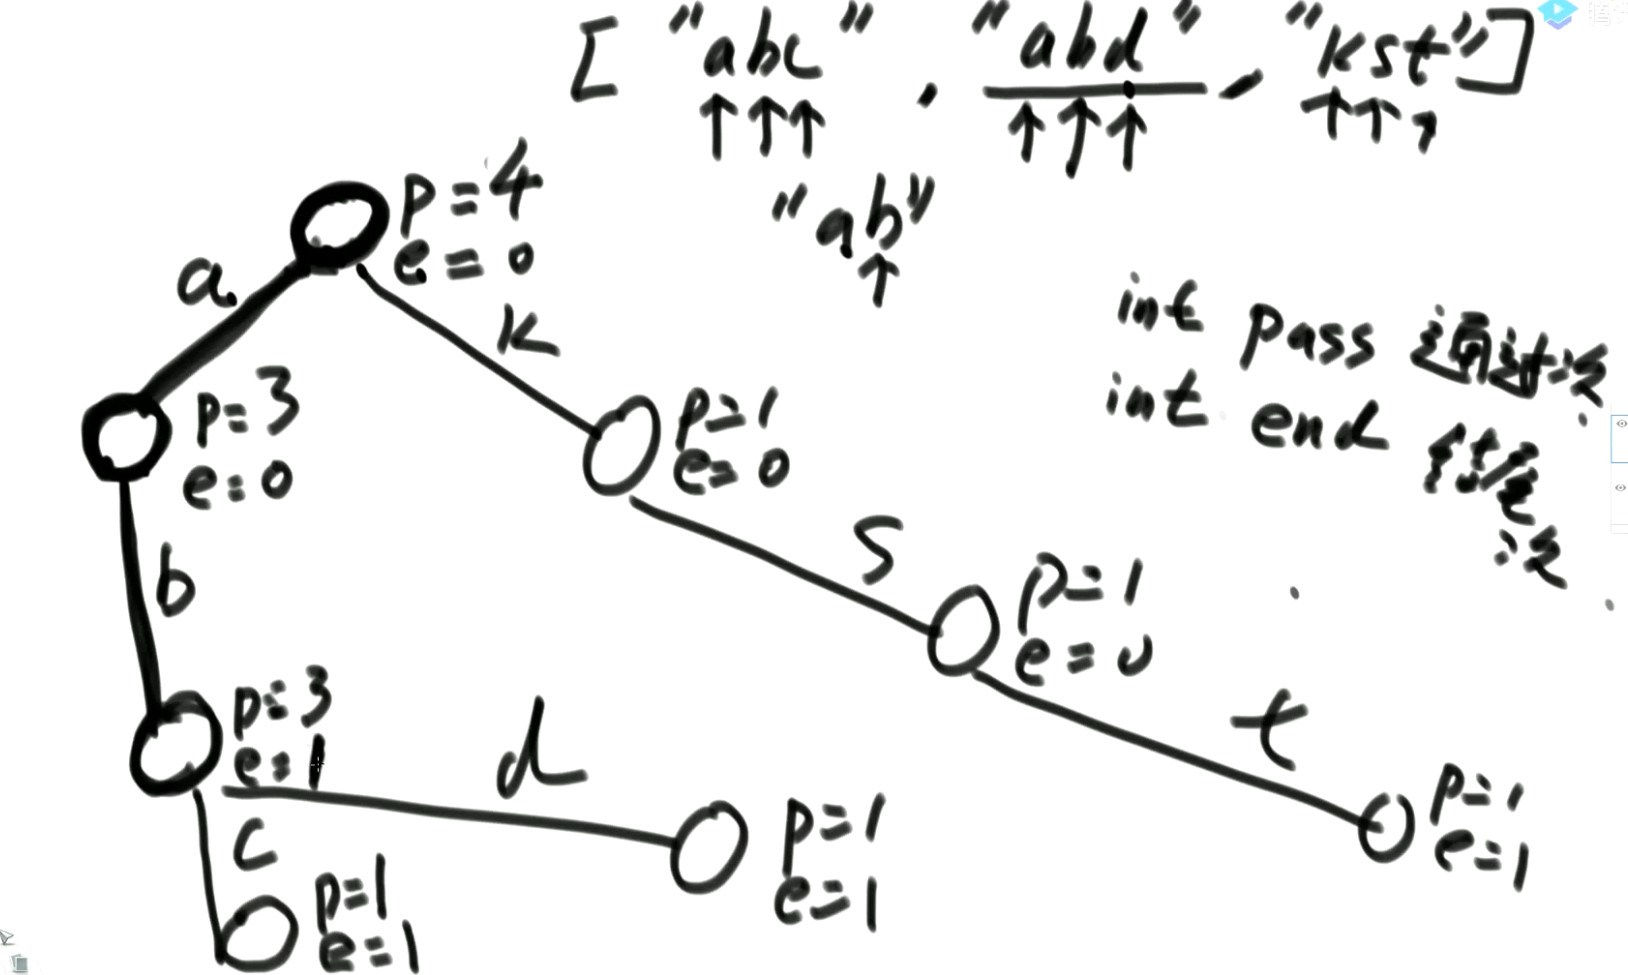 ["abc", "abd", "kst"]
"ab"
p=4
e=0
a
k
int pass 通过次
int end 结尾次
p=3
e=0
p=1
e=0
b
s
p=1
e=0
p=3
e=1
d
t
c
p=1
e=1
p=1
e=1
p=1
e=1